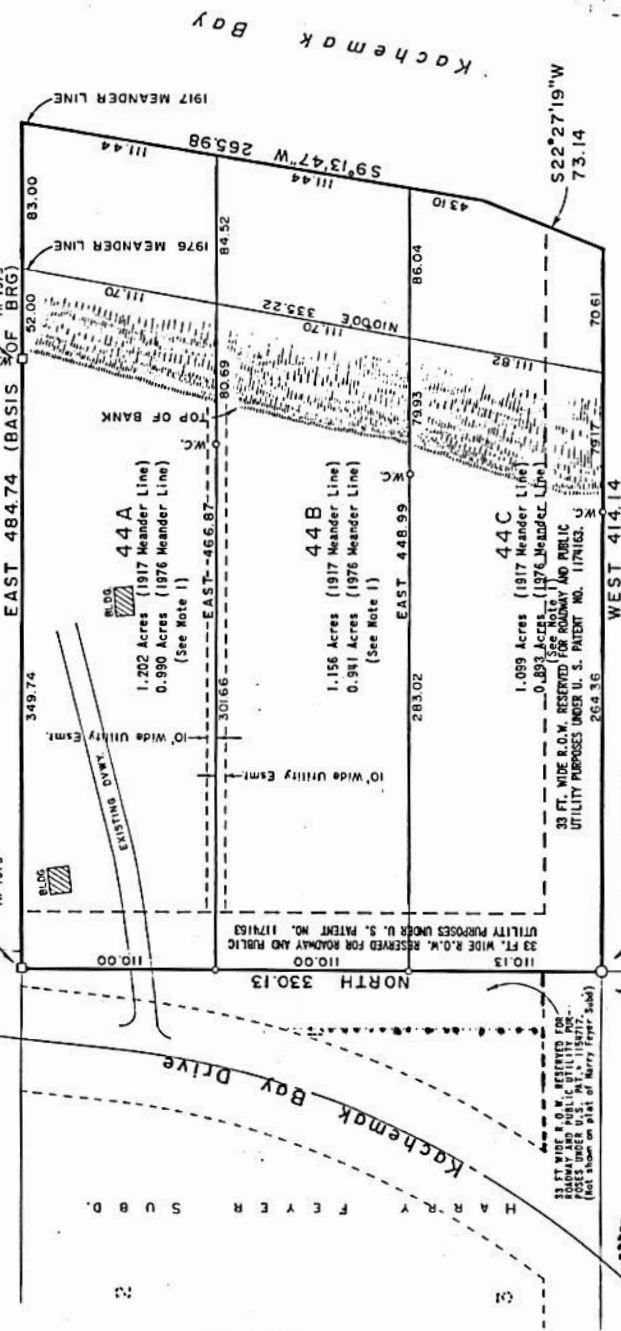 Kachemak Bay
1917 MEANDER LINE
EAST 484.74 (BASIS OF BRG)
349.74
52.00
83.00
1976 MEANDER LINE
W.C.
111.44
S9°13'47"W 265.98
111.44
43.10
S22°27'19"W
73.14
111.70
N10°00'E 335.22
111.70
111.82
TOP OF BANK
BLDG
BLDG.
EXISTING DVWY.
44A
1.202 Acres (1917 Meander Line)
0.990 Acres (1976 Meander Line)
(See Note 1)
EAST 466.87
301.66
80.69
84.52
W.C.
10' Wide Utility Esmt.
10' Wide Utility Esmt.
44B
1.156 Acres (1917 Meander Line)
0.941 Acres (1976 Meander Line)
(See Note 1)
EAST 448.99
283.02
79.93
86.04
W.C.
44C
1.099 Acres (1917 Meander Line)
0.893 Acres (1976 Meander Line)
(See Note 1)
33 FT. WIDE R.O.W. RESERVED FOR ROADWAY AND PUBLIC
UTILITY PURPOSES UNDER U. S. PATENT NO. 1174163.
264.36
79.17
70.61
W.C.
WEST 414.14
33 FT. WIDE R.O.W. RESERVED FOR ROADWAY AND PUBLIC
UTILITY PURPOSES UNDER U. S. PATENT NO. 1174163
110.00
110.00
110.13
NORTH 330.13
Kachemak Bay Drive
33 FT WIDE R.O.W. RESERVED FOR
ROADWAY AND PUBLIC UTILITY PUR-
POSES UNDER U.S. PAT.
(Not shown on plat of Harry Feyer Subd)
HARRY FEYER SUBD.